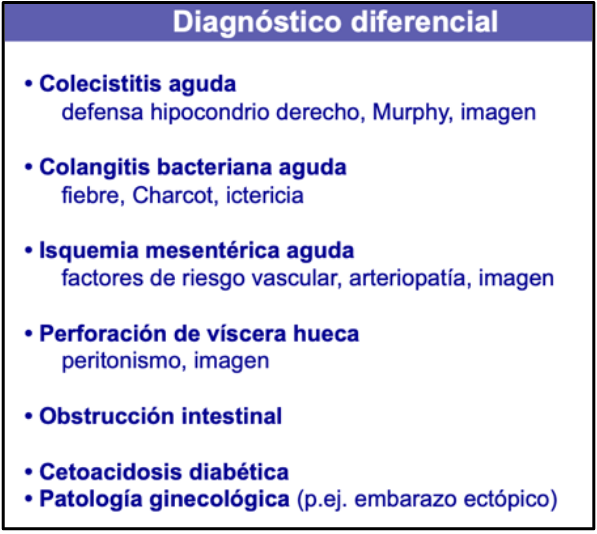 Diagnóstico diferencial
• Colecistitis aguda
defensa hipocondrio derecho, Murphy, imagen
• Colangitis bacteriana aguda
fiebre, Charcot, ictericia
• Isquemia mesentérica aguda
factores de riesgo vascular, arteriopatía, imagen
• Perforación de víscera hueca
peritonismo, imagen
• Obstrucción intestinal
• Cetoacidosis diabética
• Patología ginecológica (p.ej. embarazo ectópico)